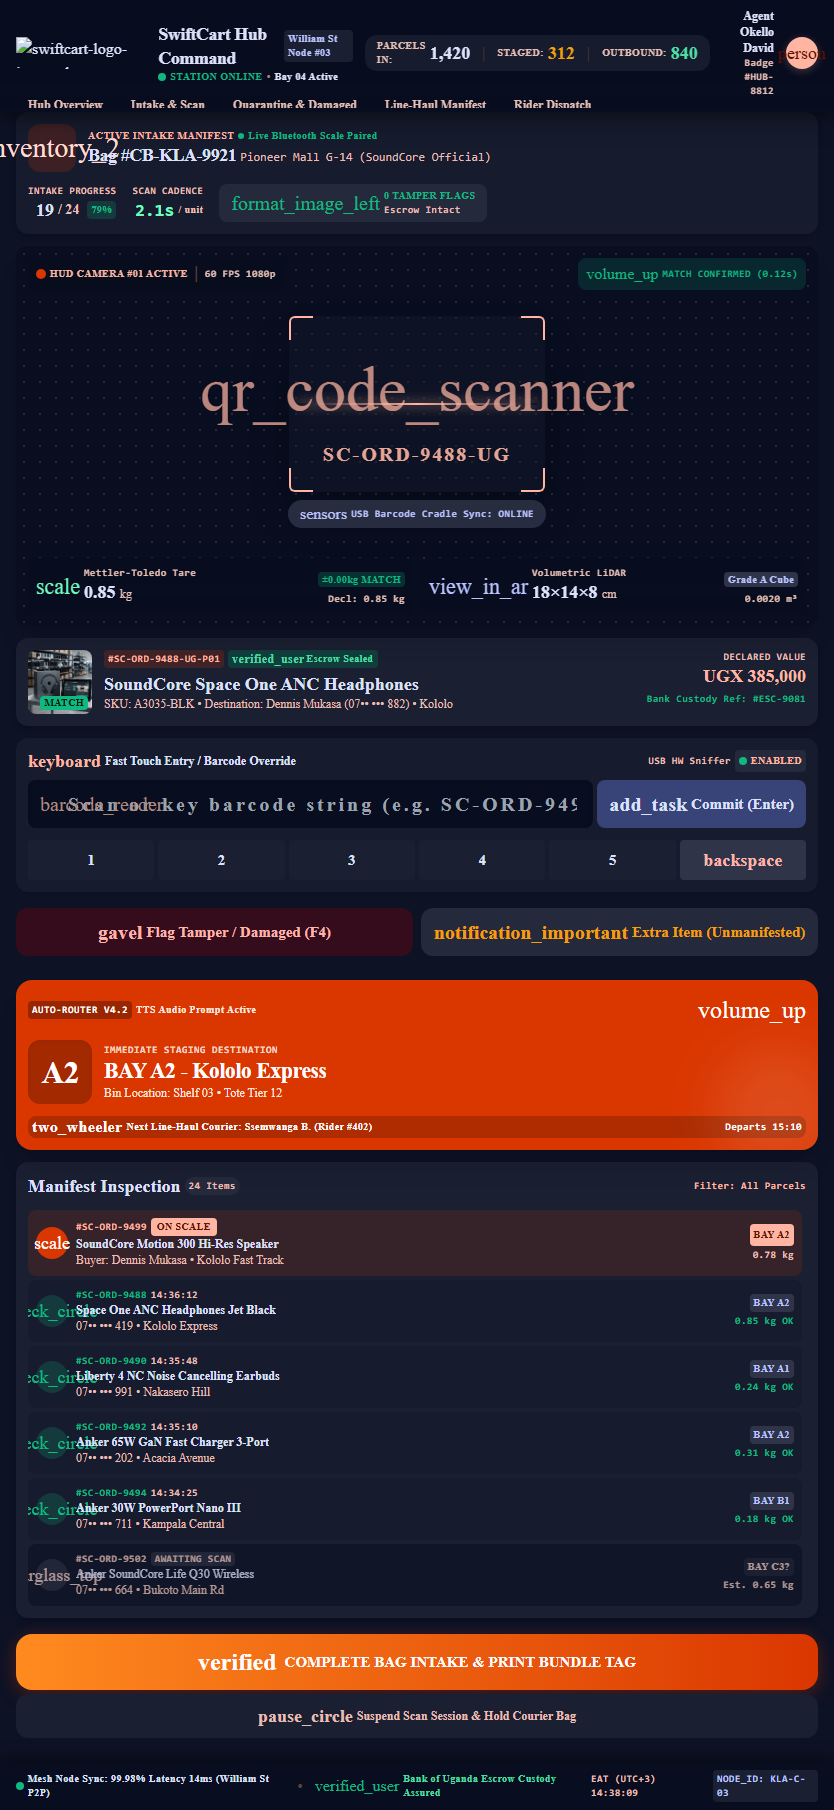 swiftcart-logo-
SwiftCart Hub
Command
William St
Node #03
STATION ONLINE • Bay 04 Active
PARCELS
IN: 1,420
STAGED: 312
OUTBOUND: 840
Agent
Okello
David
Badge
#HUB-
8812
person
Hub Overview Intake & Scan Quarantine & Damaged Line-Haul Manifest Rider Dispatch
ACTIVE INTAKE MANIFEST Live Bluetooth Scale Paired
nventory_2
Bag #CB-KLA-9921 Pioneer Mall G-14 (SoundCore Official)
INTAKE PROGRESS
19 / 24 79%
SCAN CADENCE
2.1s / unit
format_image_left
0 TAMPER FLAGS
Escrow Intact
HUD CAMERA #01 ACTIVE 60 FPS 1080p
volume_up MATCH CONFIRMED (0.12s)
qr_code_scanner
SC-ORD-9488-UG
sensors USB Barcode Cradle Sync: ONLINE
scale Mettler-Toledo Tare
0.85 kg
±0.00kg MATCH
Decl: 0.85 kg
view_in_ar Volumetric LiDAR
18×14×8 cm
Grade A Cube
0.0020 m³
MATCH
#SC-ORD-9488-UG-P01 verified_user Escrow Sealed
SoundCore Space One ANC Headphones
SKU: A3035-BLK • Destination: Dennis Mukasa (07•• ••• 882) • Kololo
DECLARED VALUE
UGX 385,000
Bank Custody Ref: #ESC-9081
keyboard Fast Touch Entry / Barcode Override
USB HW Sniffer ENABLED
barcode_reader
Scan or key barcode string (e.g. SC-ORD-949
add_task Commit (Enter)
1 2 3 4 5 backspace
gavel Flag Tamper / Damaged (F4)
notification_important Extra Item (Unmanifested)
AUTO-ROUTER V4.2 TTS Audio Prompt Active
volume_up
A2
IMMEDIATE STAGING DESTINATION
BAY A2 - Kololo Express
Bin Location: Shelf 03 • Tote Tier 12
two_wheeler Next Line-Haul Courier: Ssemwanga B. (Rider #402)
Departs 15:10
Manifest Inspection 24 Items
Filter: All Parcels
scale
#SC-ORD-9499 ON SCALE
SoundCore Motion 300 Hi-Res Speaker
Buyer: Dennis Mukasa • Kololo Fast Track
BAY A2
0.78 kg
eck_circle
#SC-ORD-9488 14:36:12
Space One ANC Headphones Jet Black
07•• ••• 419 • Kololo Express
BAY A2
0.85 kg OK
eck_circle
#SC-ORD-9490 14:35:48
Liberty 4 NC Noise Cancelling Earbuds
07•• ••• 991 • Nakasero Hill
BAY A1
0.24 kg OK
eck_circle
#SC-ORD-9492 14:35:10
Anker 65W GaN Fast Charger 3-Port
07•• ••• 202 • Acacia Avenue
BAY A2
0.31 kg OK
eck_circle
#SC-ORD-9494 14:34:25
Anker 30W PowerPort Nano III
07•• ••• 711 • Kampala Central
BAY B1
0.18 kg OK
rglass_top
#SC-ORD-9502 AWAITING SCAN
Anker SoundCore Life Q30 Wireless
07•• ••• 664 • Bukoto Main Rd
BAY C3?
Est. 0.65 kg
verified COMPLETE BAG INTAKE & PRINT BUNDLE TAG
pause_circle Suspend Scan Session & Hold Courier Bag
Mesh Node Sync: 99.98% Latency 14ms (William St
P2P)
• verified_user Bank of Uganda Escrow Custody
Assured
EAT (UTC+3)
14:38:09
NODE_ID: KLA-C-
03